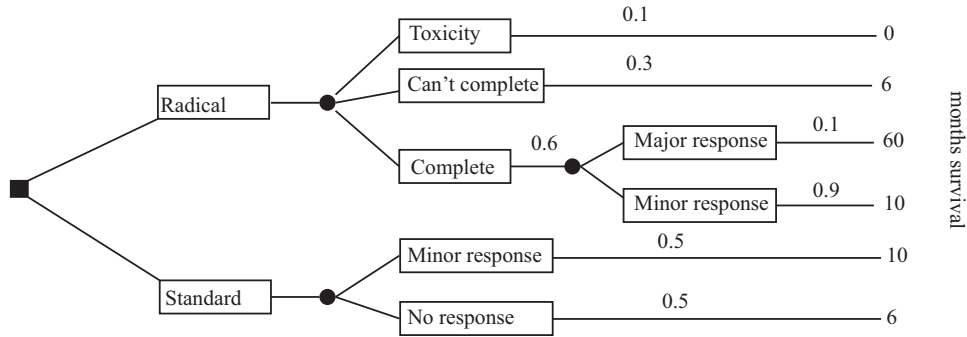 Toxicity 0.1 0
Radical Can't complete 0.3 6
Complete 0.6 Major response 0.1 60
Minor response 0.9 10
Standard Minor response 0.5 10
No response 0.5 6
months survival